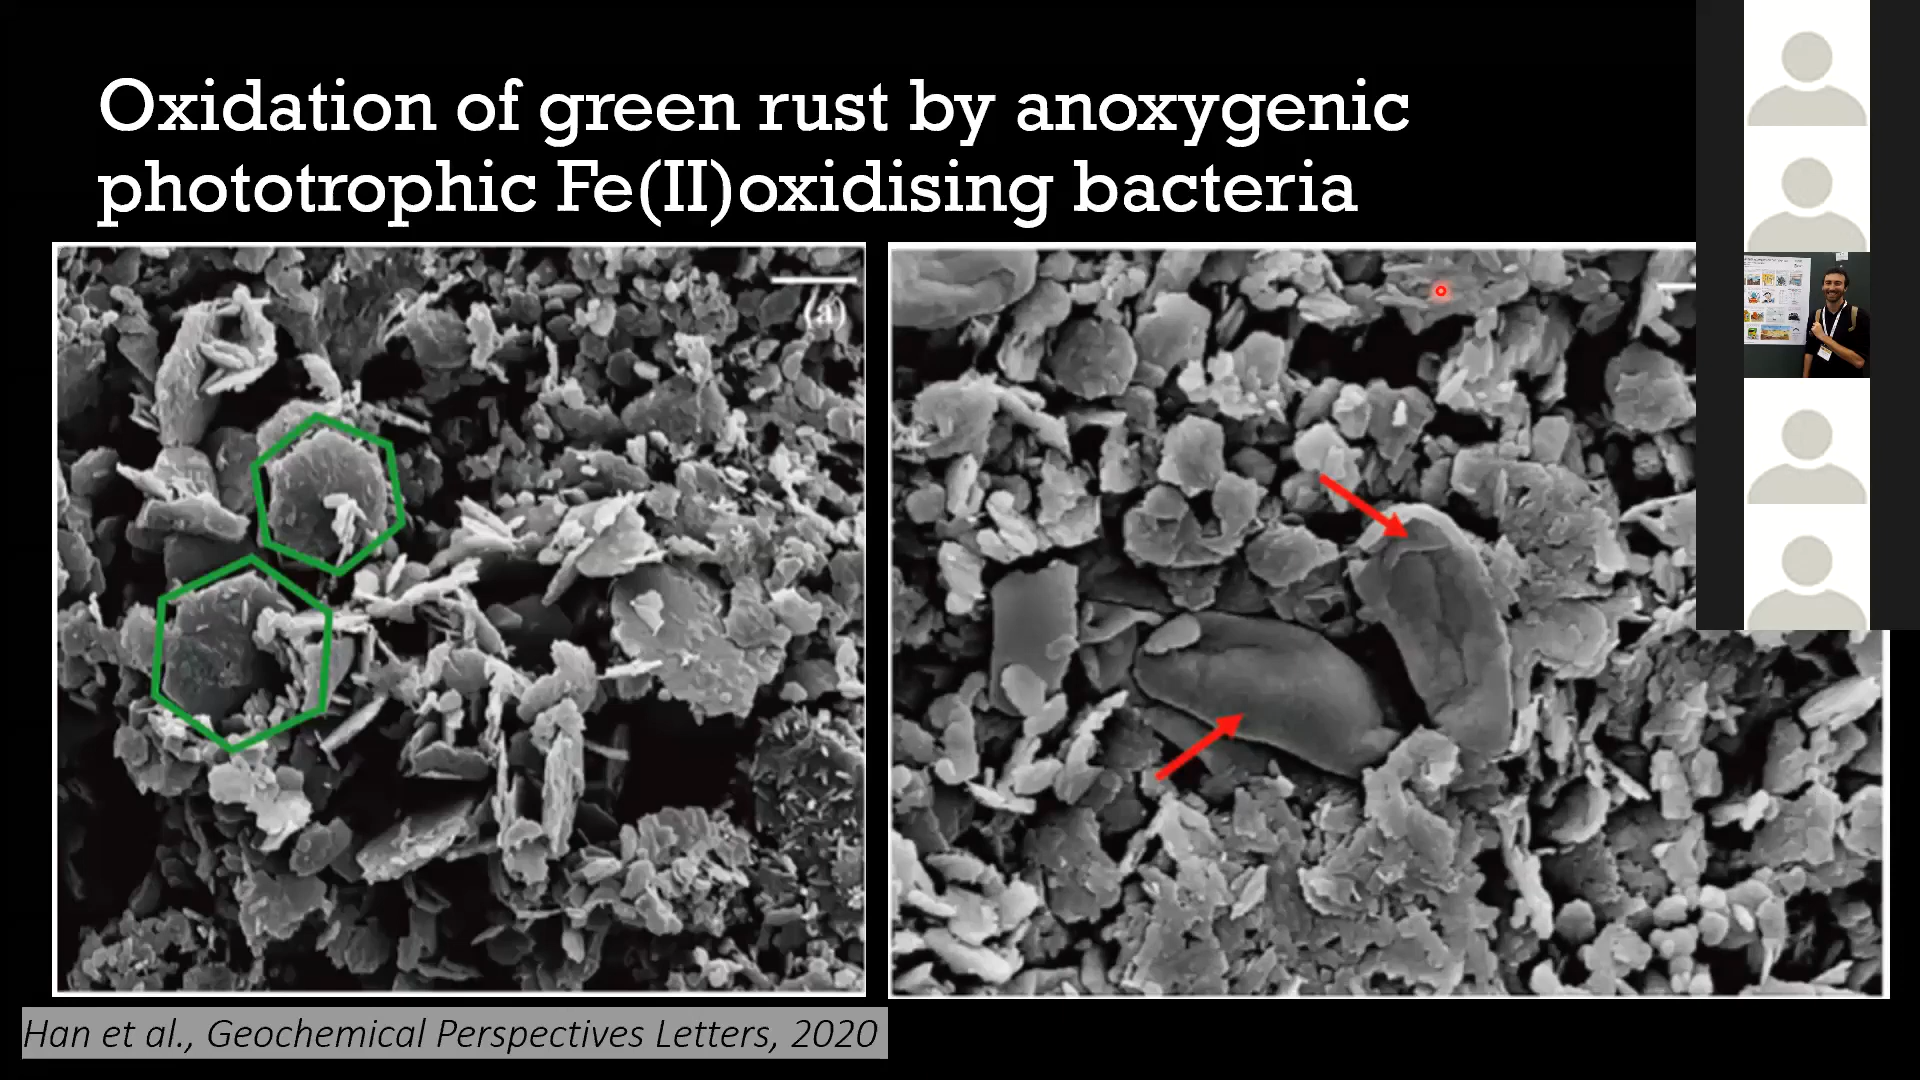 Oxidation of green rust by anoxygenic
phototrophic Fe(II)oxidising bacteria
(a)
Han et al., Geochemical Perspectives Letters, 2020